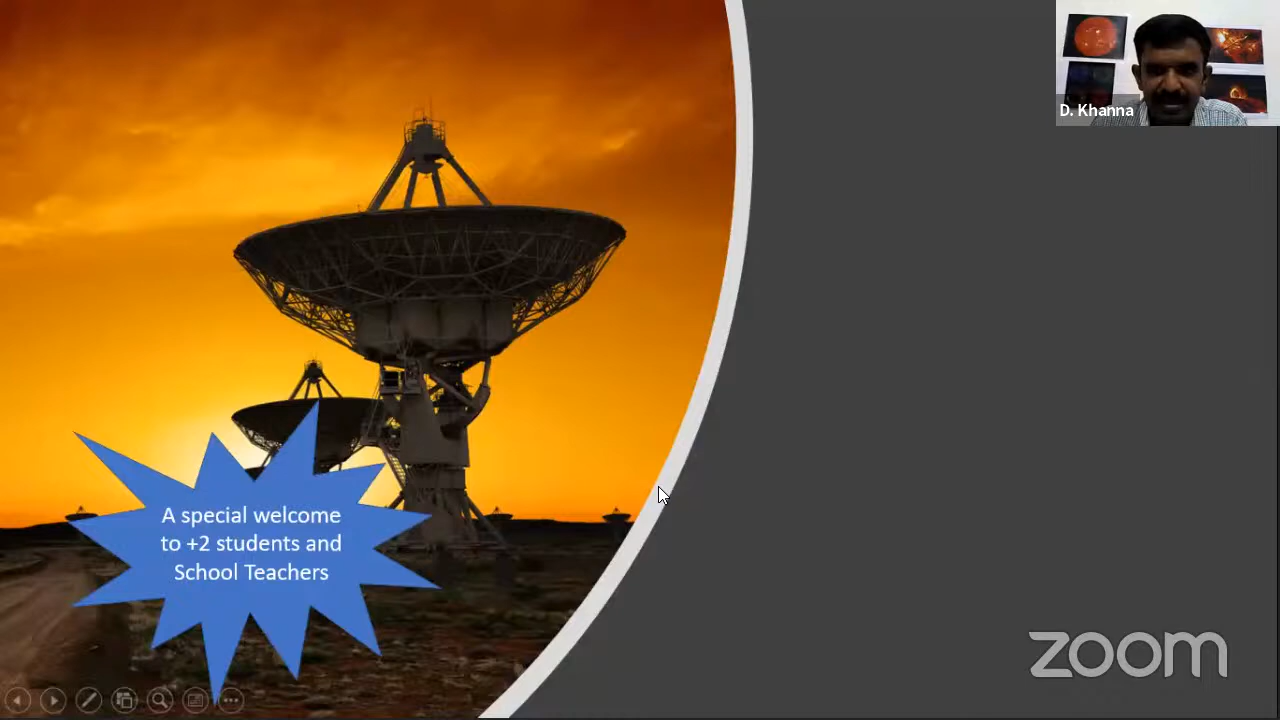 D. Khanna
A special welcome
to +2 students and
School Teachers
zoom